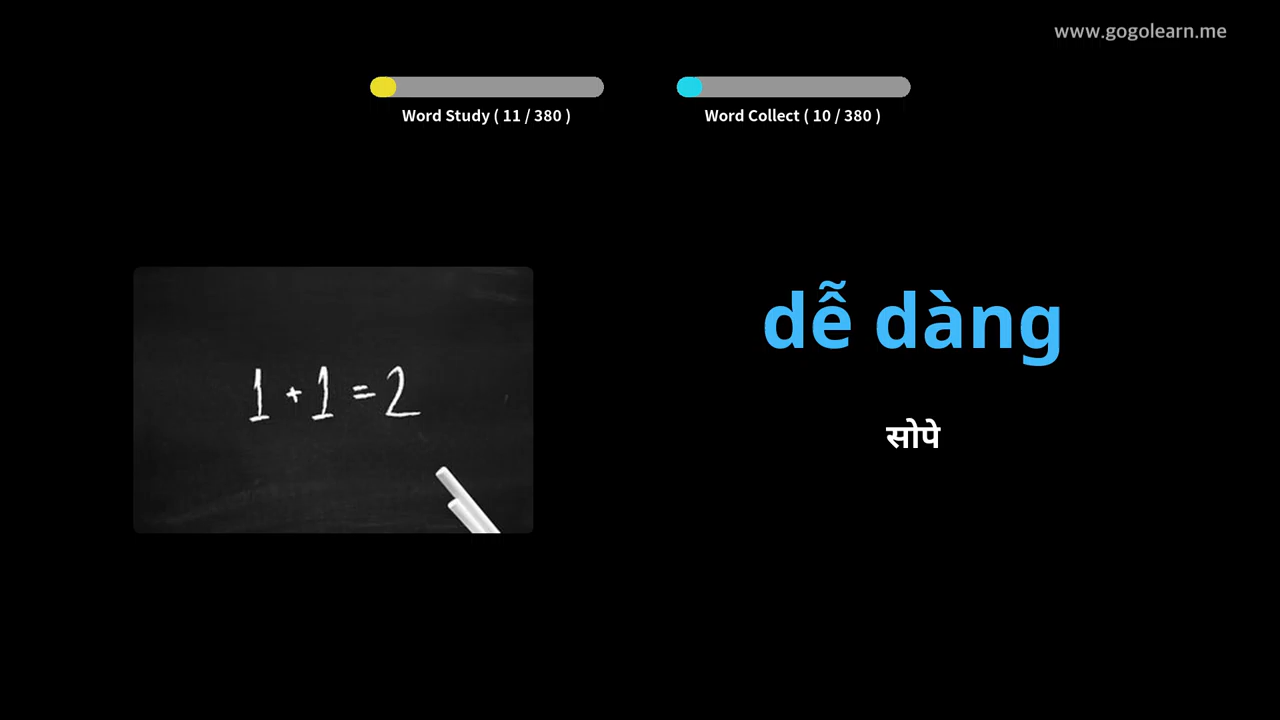 www.gogolearn.me
Word Study ( 11 / 380 )
Word Collect ( 10 / 380 )
1 + 1 = 2
dễ dàng
सोपे